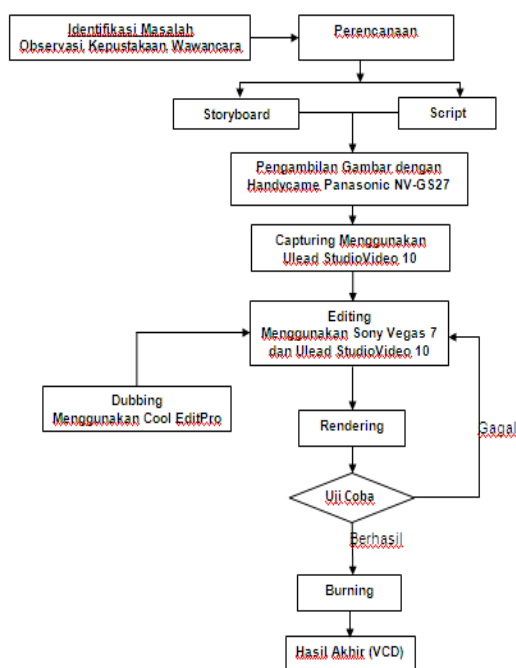 Identifikasi Masalah
Observasi, Kepustakaan Wawancara
Perencanaan
Storyboard
Script
Pengambilan Gambar dengan
Handycame Panasonic NV-GS27
Capturing Menggunakan
Ulead StudioVideo 10
Editing
Menggunakan Sony Vegas 7
dan Ulead StudioVideo 10
Dubbing
Menggunakan Cool EditPro
Rendering
Gagal
Uji Coba
Berhasil
Burning
Hasil Akhir (VCD)